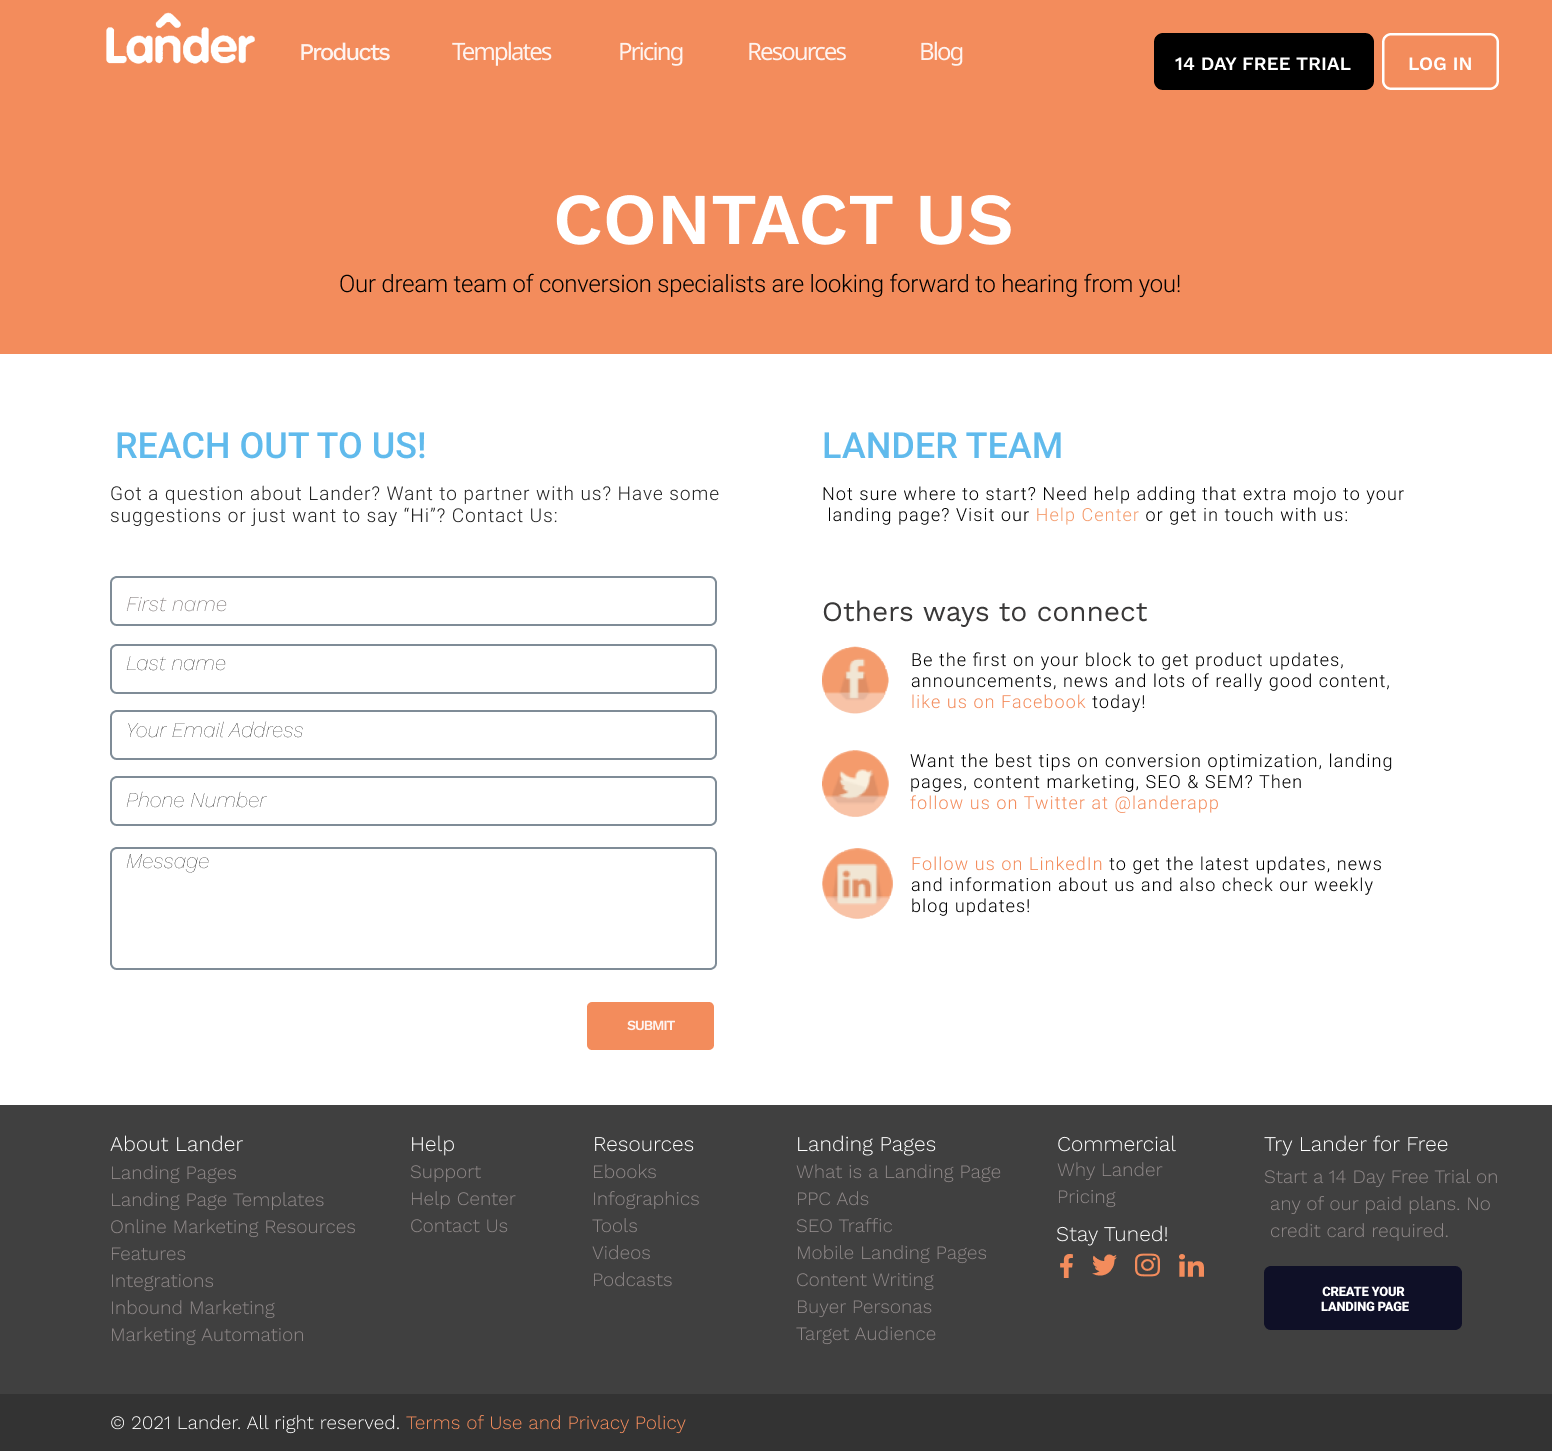 Lander
Products
Templates
Pricing
Resources
Blog
14 DAY FREE TRIAL
LOG IN
CONTACT US
Our dream team of conversion specialists are looking forward to hearing from you!
REACH OUT TO US!
Got a question about Lander? Want to partner with us? Have some
suggestions or just want to say “Hi”? Contact Us:
First name
Last name
Your Email Address
Phone Number
Message
SUBMIT
LANDER TEAM
Not sure where to start? Need help adding that extra mojo to your
landing page? Visit our Help Center or get in touch with us:
Others ways to connect
Be the first on your block to get product updates,
announcements, news and lots of really good content,
like us on Facebook today!
Want the best tips on conversion optimization, landing
pages, content marketing, SEO & SEM? Then
follow us on Twitter at @landerapp
Follow us on LinkedIn to get the latest updates, news
and information about us and also check our weekly
blog updates!
About Lander
Landing Pages
Landing Page Templates
Online Marketing Resources
Features
Integrations
Inbound Marketing
Marketing Automation
Help
Support
Help Center
Contact Us
Resources
Ebooks
Infographics
Tools
Videos
Podcasts
Landing Pages
What is a Landing Page
PPC Ads
SEO Traffic
Mobile Landing Pages
Content Writing
Buyer Personas
Target Audience
Commercial
Why Lander
Pricing
Stay Tuned!
Try Lander for Free
Start a 14 Day Free Trial on
any of our paid plans. No
credit card required.
CREATE YOUR
LANDING PAGE
© 2021 Lander. All right reserved. Terms of Use and Privacy Policy